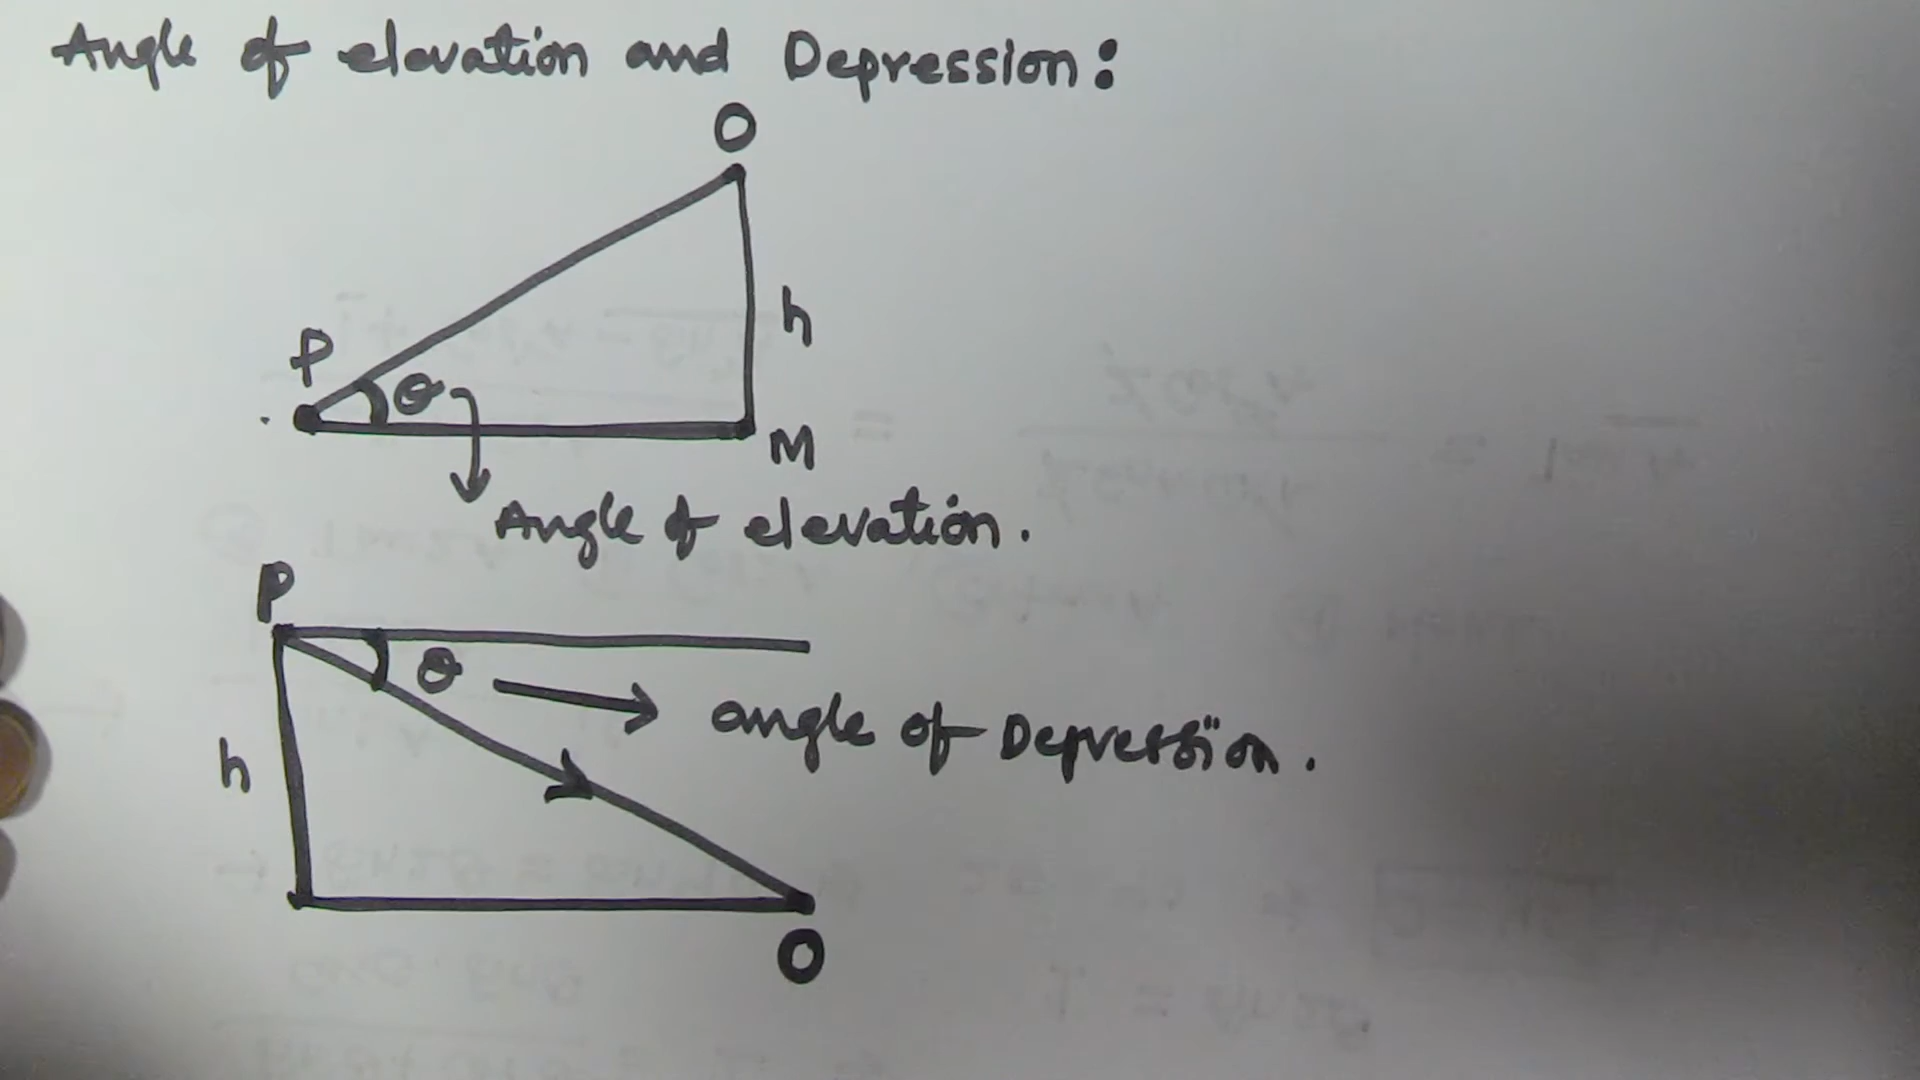 Angle of elevation and Depression:
O
h
P
θ
M
Angle of elevation.
P
θ
angle of Depression.
h
O